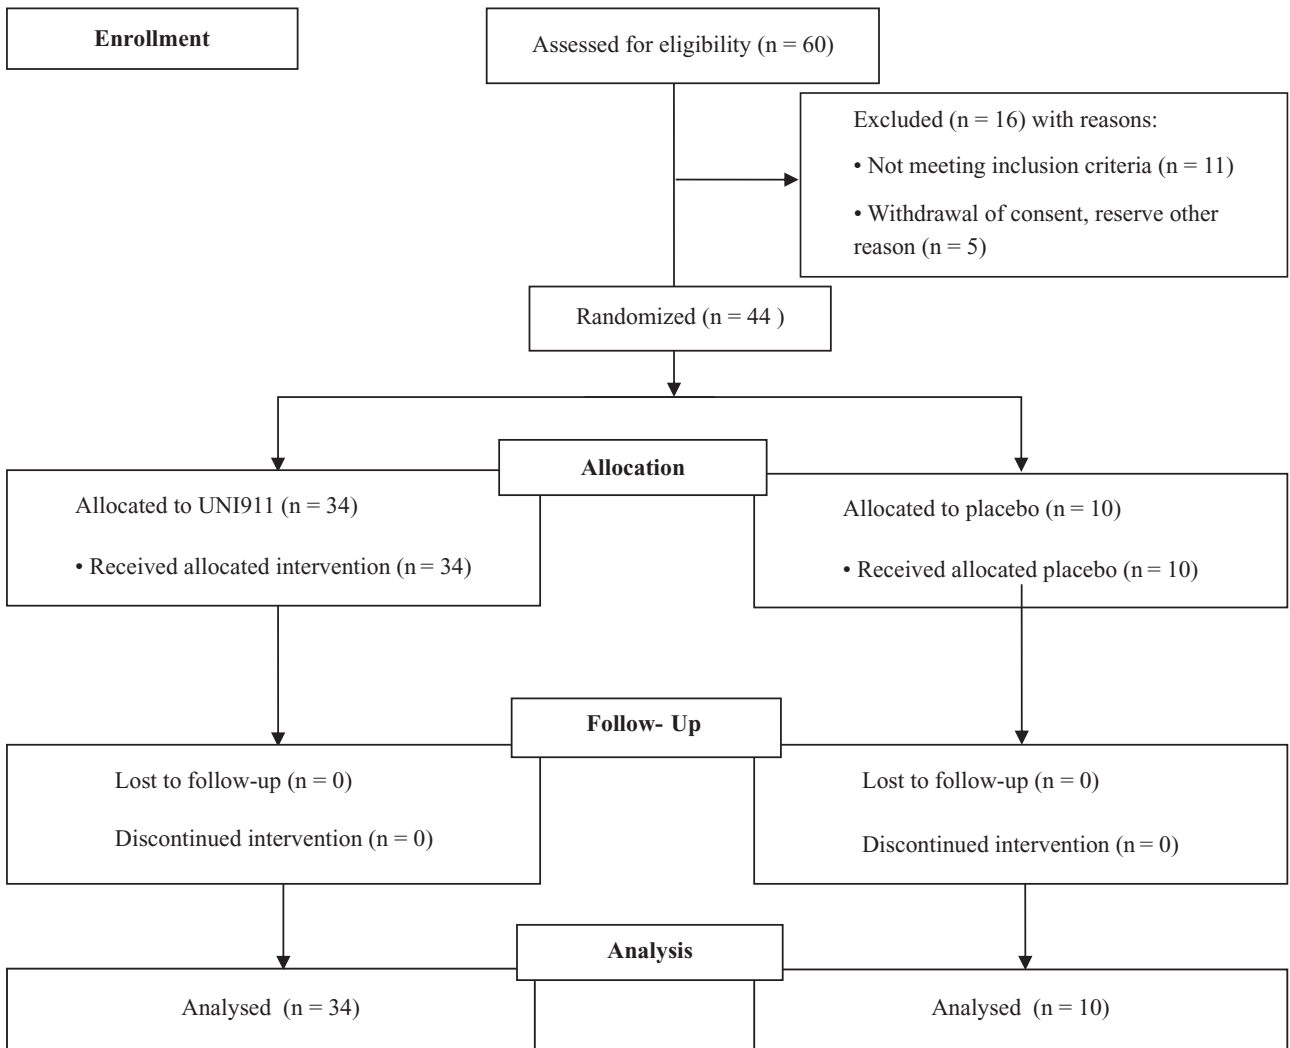 Enrollment
Assessed for eligibility (n = 60)
Excluded (n = 16) with reasons:
• Not meeting inclusion criteria (n = 11)
• Withdrawal of consent, reserve other
reason (n = 5)
Randomized (n = 44 )
Allocation
Allocated to UNI911 (n = 34)
• Received allocated intervention (n = 34)
Allocated to placebo (n = 10)
• Received allocated placebo (n = 10)
Follow- Up
Lost to follow-up (n = 0)
Discontinued intervention (n = 0)
Lost to follow-up (n = 0)
Discontinued intervention (n = 0)
Analysis
Analysed (n = 34)
Analysed (n = 10)